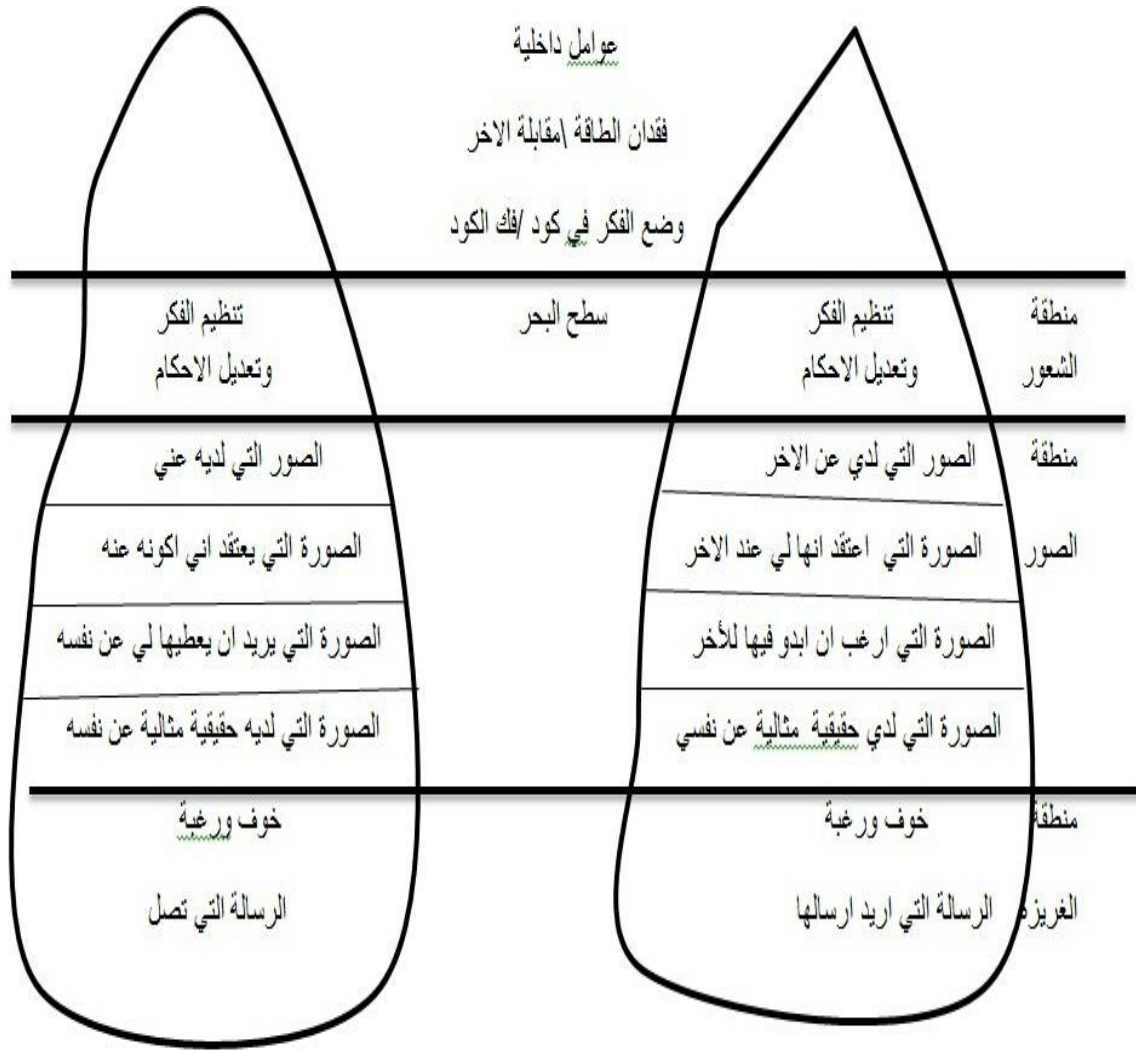 عوامل داخلية
فقدان الطاقة \مقابلة الاخر
وضع الفكر في كود /فك الكود
منطقة
الشعور
تنظيم الفكر
وتعديل الاحكام
سطح البحر
تنظيم الفكر
وتعديل الاحكام
منطقة
الصور
الصور التي لدي عن الاخر
الصورة التي اعتقد انها لي عند الاخر
الصورة التي ارغب ان ابدو فيها للأخر
الصورة التي لدي حقيقية مثالية عن نفسي
الصور التي لديه عني
الصورة التي يعتقد اني اكونه عنه
الصورة التي يريد ان يعطيها لي عن نفسه
الصورة التي لديه حقيقية مثالية عن نفسه
منطقة
الغريزة
خوف ورغبة
الرسالة التي اريد ارسالها
خوف ورغبة
الرسالة التي تصل